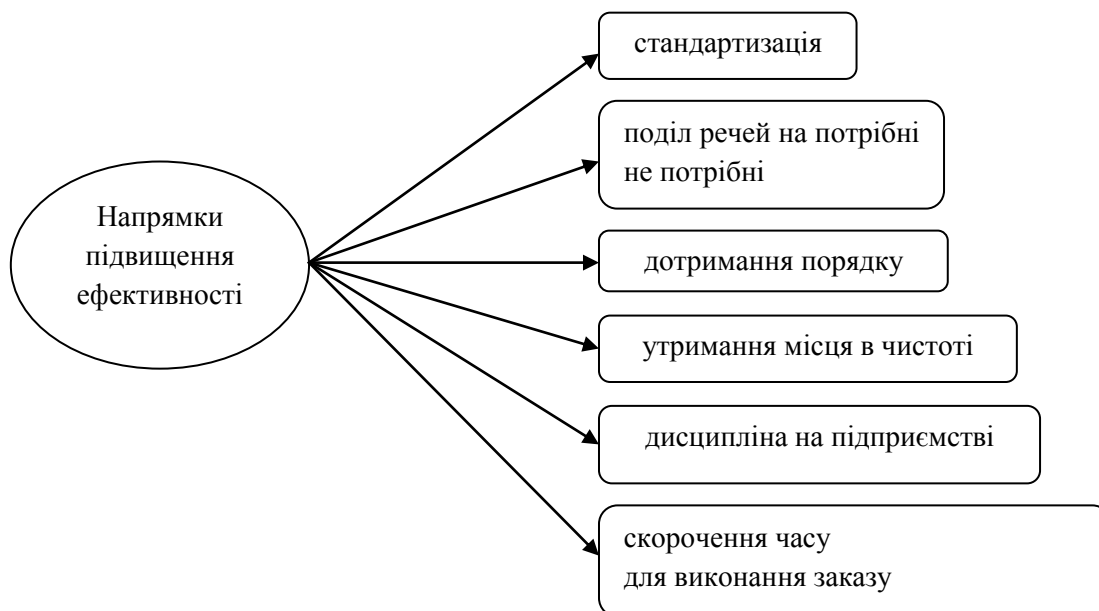 Напрямки
підвищення
ефективності
стандартизація
поділ речей на потрібні
не потрібні
дотримання порядку
утримання місця в чистоті
дисципліна на підприємстві
скорочення часу
для виконання заказу